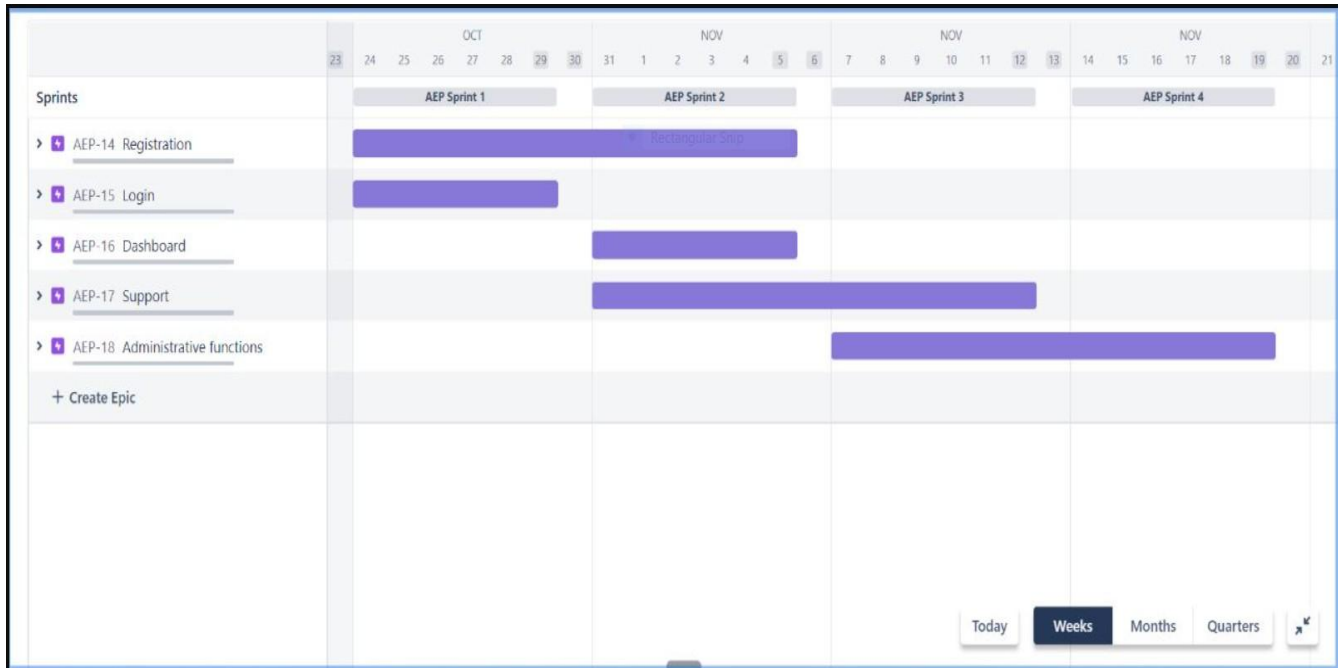 OCT NOV NOV NOV
23 24 25 26 27 28 29 30 31 1 2 3 4 5 6 7 8 9 10 11 12 13 14 15 16 17 18 19 20 21
Sprints AEP Sprint 1 AEP Sprint 2 AEP Sprint 3 AEP Sprint 4
AEP-14 Registration Rectangular Snip
AEP-15 Login
AEP-16 Dashboard
AEP-17 Support
AEP-18 Administrative functions
+ Create Epic
Today Weeks Months Quarters